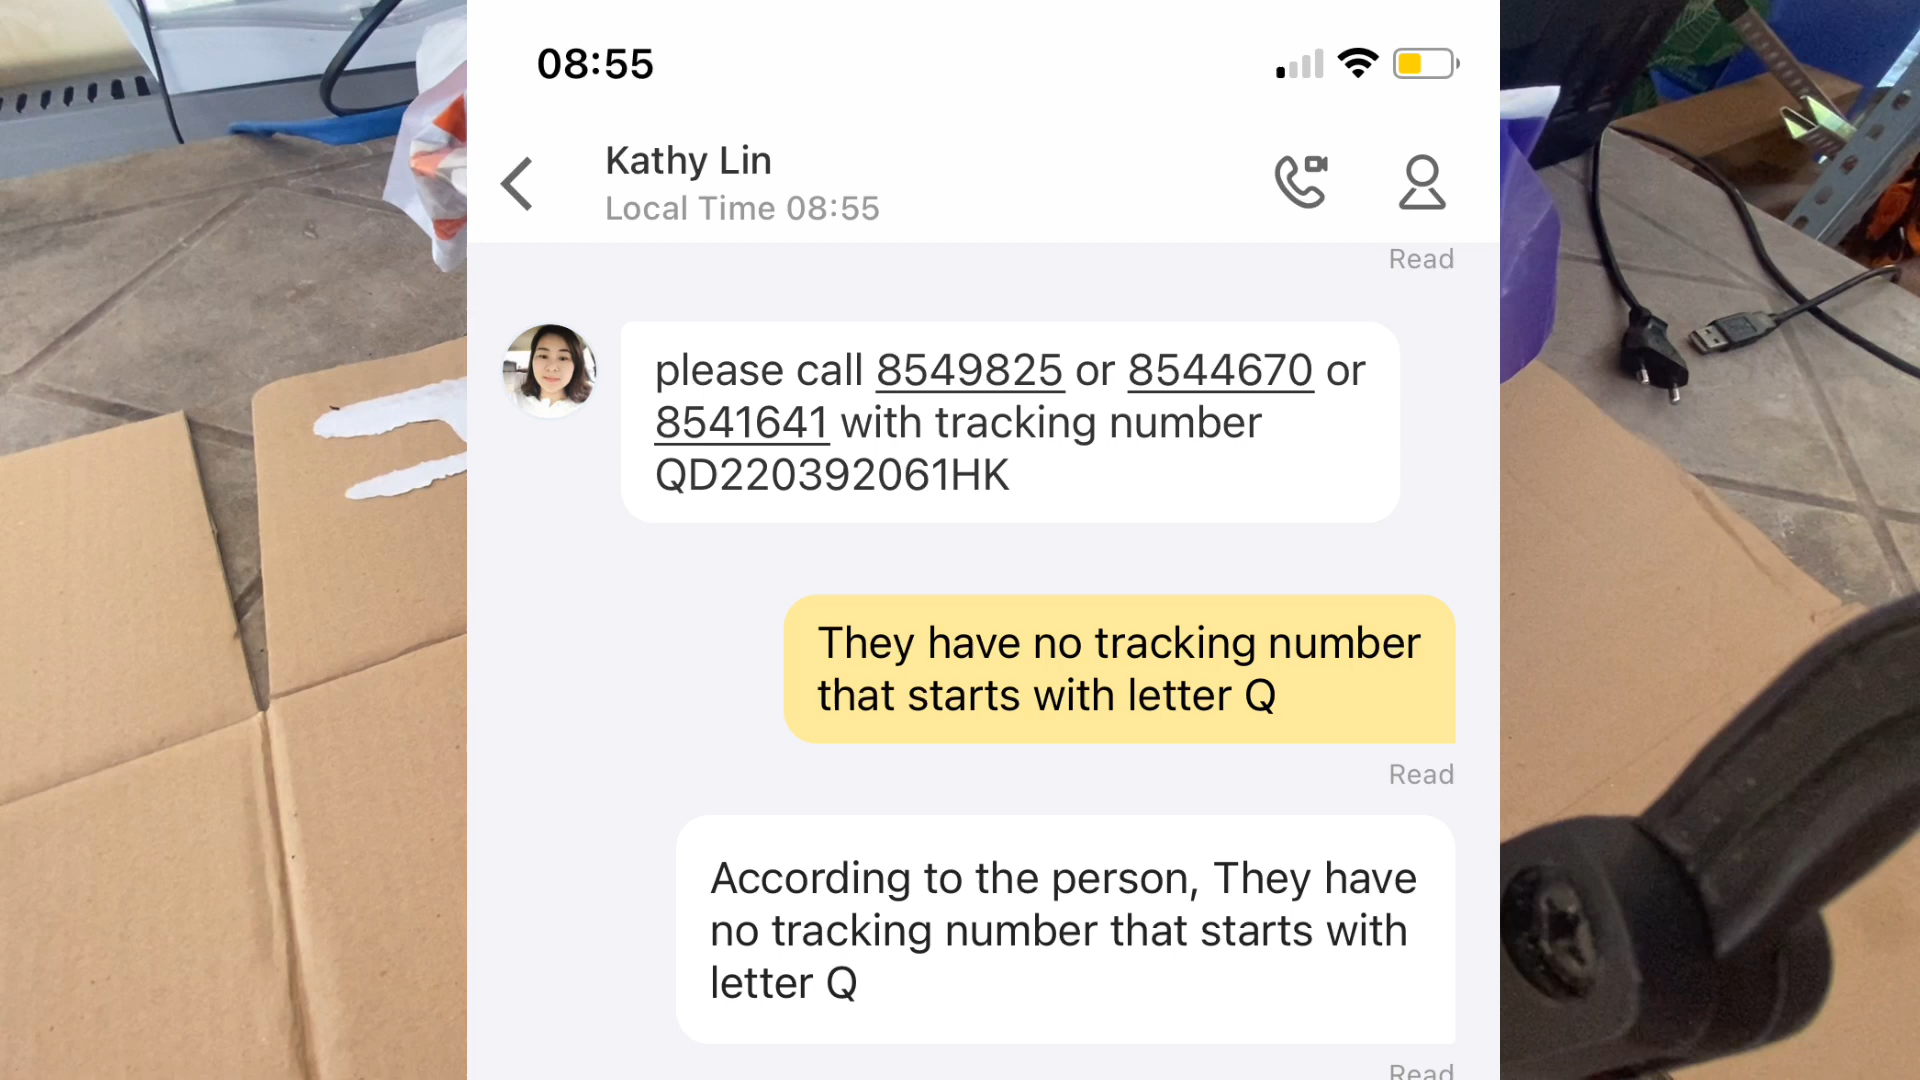 08:55
Kathy Lin
Local Time 08:55
Read
please call 8549825 or 8544670 or
8541641 with tracking number
QD220392061HK
They have no tracking number
that starts with letter Q
Read
According to the person, They have
no tracking number that starts with
letter Q
Read